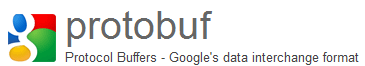 protobuf
Protocol Buffers - Google's data interchange format